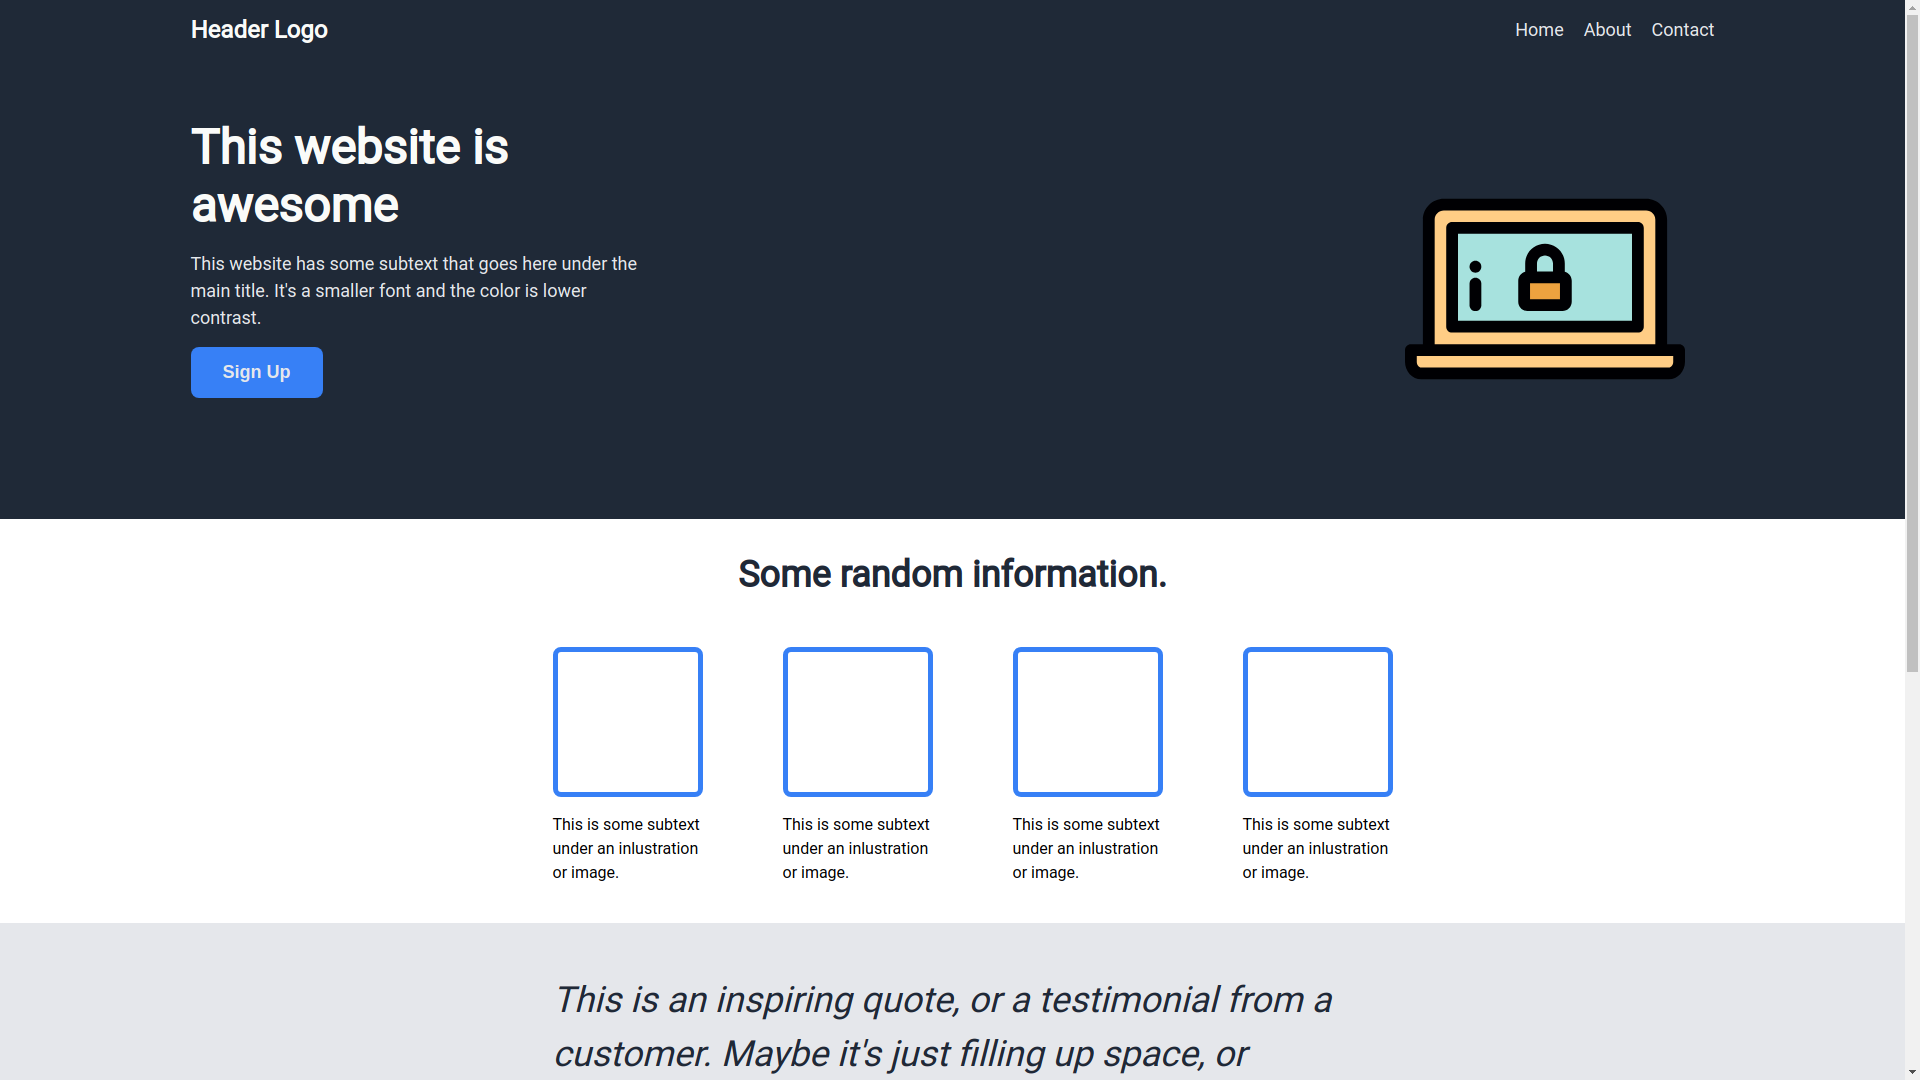 Header Logo
Home About Contact
This website is
awesome
This website has some subtext that goes here under the
main title. It's a smaller font and the color is lower
contrast.
Sign Up
Some random information.
This is some subtext
under an inlustration
or image.
This is some subtext
under an inlustration
or image.
This is some subtext
under an inlustration
or image.
This is some subtext
under an inlustration
or image.
This is an inspiring quote, or a testimonial from a
customer. Maybe it's just filling up space, or